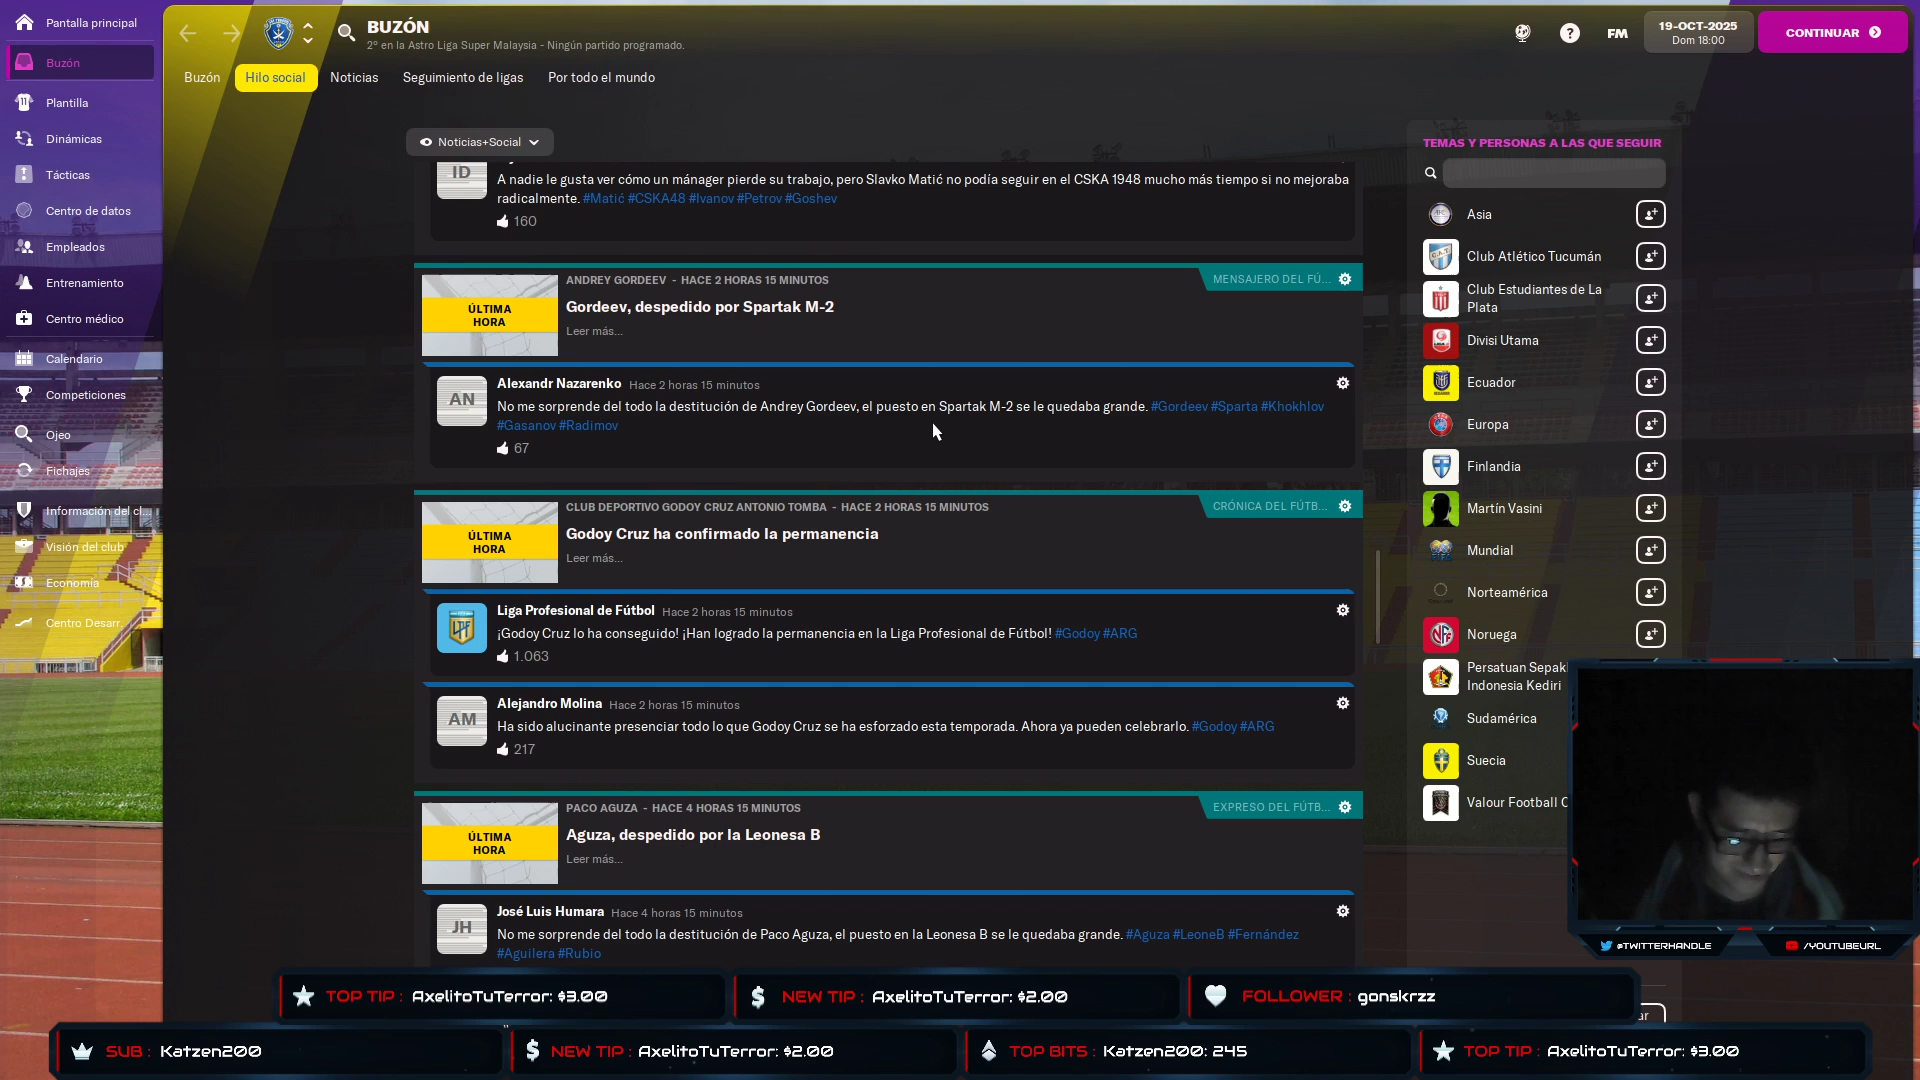 Pantalla principal
Buzón
Plantilla
Dinámicas
Tácticas
Centro de datos
Empleados
Entrenamiento
Centro médico
Calendario
Competiciones
Ojeo
Fichajes
Información del cl...
Visión del club
Economía
Centro Desarr.
BUZÓN
2º en la Astro Liga Super Malaysia - Ningún partido programado.
FM
19-OCT-2025
Dom 18:00
CONTINUAR
Buzón
Hilo social
Noticias
Seguimiento de ligas
Por todo el mundo
Noticias+Social
ID
A nadie le gusta ver cómo un mánager pierde su trabajo, pero Slavko Matić no podía seguir en el CSKA 1948 mucho más tiempo si no mejoraba
radicalmente. #Matić #CSKA48 #Ivanov #Petrov #Goshev
160
ÚLTIMA
HORA
ANDREY GORDEEV - HACE 2 HORAS 15 MINUTOS
MENSAJERO DEL FÚ...
Gordeev, despedido por Spartak M-2
Leer más...
AN
Alexandr Nazarenko Hace 2 horas 15 minutos
No me sorprende del todo la destitución de Andrey Gordeev, el puesto en Spartak M-2 se le quedaba grande. #Gordeev #Sparta #Khokhlov
#Gasanov #Radimov
67
ÚLTIMA
HORA
CLUB DEPORTIVO GODOY CRUZ ANTONIO TOMBA - HACE 2 HORAS 15 MINUTOS
CRÓNICA DEL FÚTB...
Godoy Cruz ha confirmado la permanencia
Leer más...
Liga Profesional de Fútbol Hace 2 horas 15 minutos
¡Godoy Cruz lo ha conseguido! ¡Han logrado la permanencia en la Liga Profesional de Fútbol! #Godoy #ARG
1.063
AM
Alejandro Molina Hace 2 horas 15 minutos
Ha sido alucinante presenciar todo lo que Godoy Cruz se ha esforzado esta temporada. Ahora ya pueden celebrarlo. #Godoy #ARG
217
ÚLTIMA
HORA
PACO AGUZA - HACE 4 HORAS 15 MINUTOS
EXPRESO DEL FÚTB...
Aguza, despedido por la Leonesa B
Leer más...
JH
José Luis Humara Hace 4 horas 15 minutos
No me sorprende del todo la destitución de Paco Aguza, el puesto en la Leonesa B se le quedaba grande. #Aguza #LeoneB #Fernández
#Aguilera #Rubio
TEMAS Y PERSONAS A LAS QUE SEGUIR
Asia
Club Atlético Tucumán
Club Estudiantes de La
Plata
Divisi Utama
Ecuador
Europa
Finlandia
Martín Vasini
Mundial
Norteamérica
Noruega
Persatuan Sepak
Indonesia Kediri
Sudamérica
Suecia
Valour Football C
@TWITTERHANDLE
/YOUTUBEURL
TOP TIP : AxelitoTuTerror: $3.00
NEW TIP : AxelitoTuTerror: $2.00
FOLLOWER : gonskrzz
ar
SUB : Katzen200
NEW TIP : AxelitoTuTerror: $2.00
TOP BITS : Katzen200: 245
TOP TIP : AxelitoTuTerror: $3.00